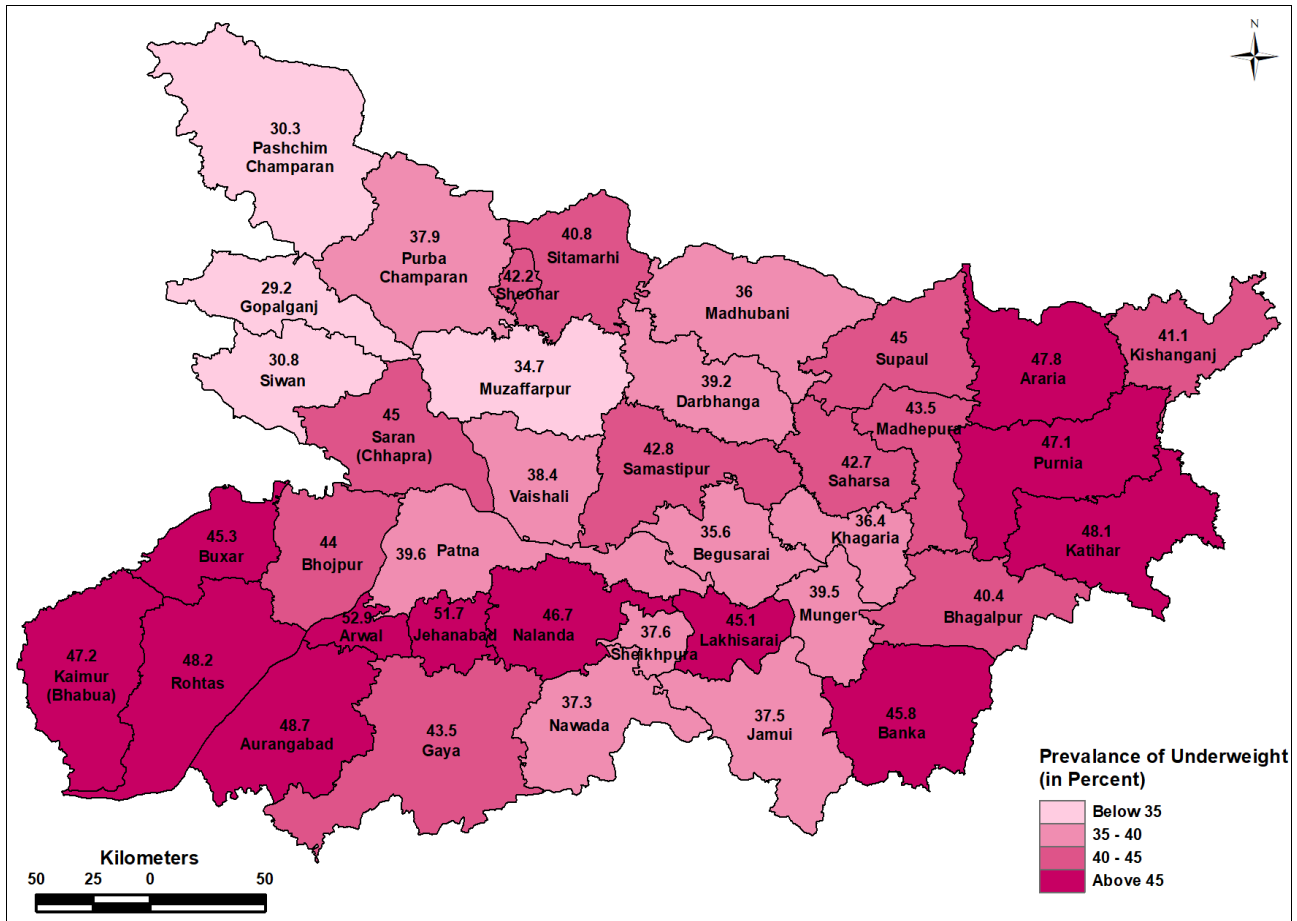 N
30.3
Pashchim
Champaran
37.9
Purba
Champaran
40.8
Sitamarhi
42.2
Sheohar
29.2
Gopalganj
36
Madhubani
45
Supaul
47.8
Araria
41.1
Kishanganj
30.8
Siwan
34.7
Muzaffarpur
39.2
Darbhanga
43.5
Madhepura
45
Saran
(Chhapra)
38.4
Vaishali
42.8
Samastipur
42.7
Saharsa
47.1
Purnia
45.3
Buxar
44
Bhojpur
39.6 Patna
35.6
Begusarai
36.4
Khagaria
48.1
Katihar
52.9
Arwal
51.7
Jehanabad
46.7
Nalanda
37.6
Sheikhpura
45.1
Lakhisarai
39.5
Munger
40.4
Bhagalpur
47.2
Kaimur
(Bhabua)
48.2
Rohtas
48.7
Aurangabad
43.5
Gaya
37.3
Nawada
37.5
Jamui
45.8
Banka
Prevalance of Underweight
(in Percent)
Below 35
35 - 40
40 - 45
Above 45
Kilometers
50 25 0 50